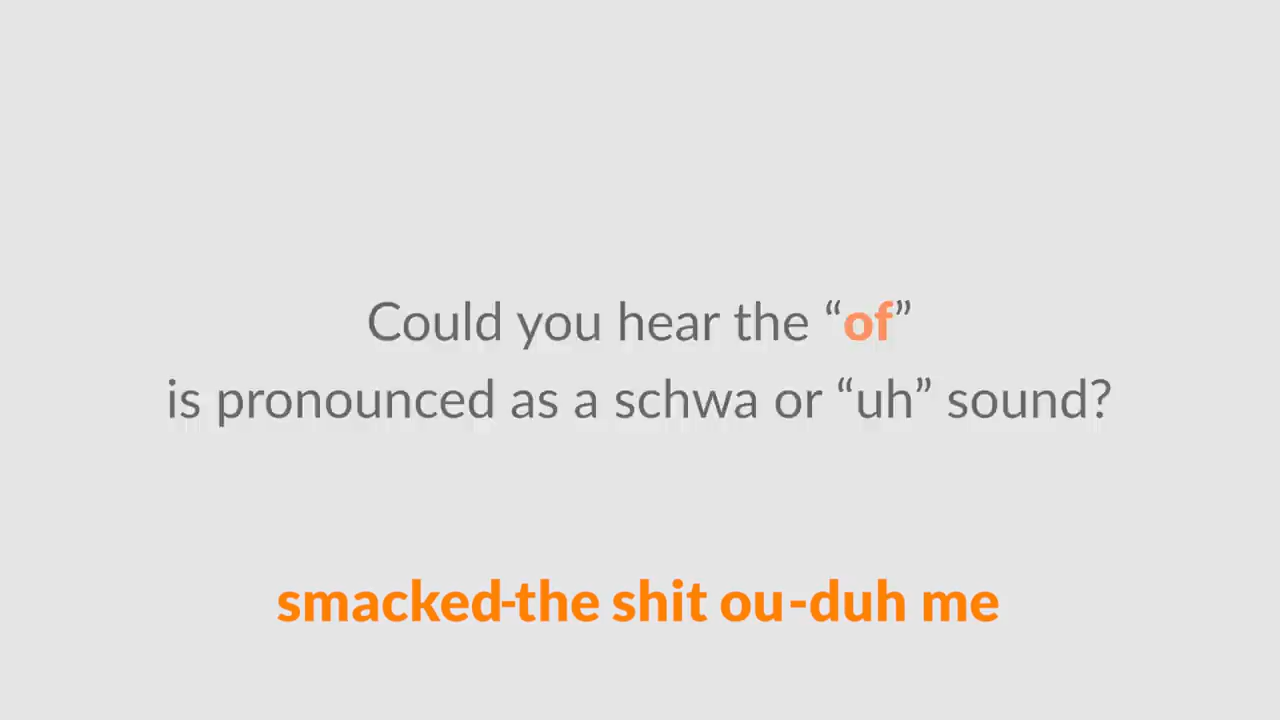 Could you hear the “of”
is pronounced as a schwa or “uh” sound?
smacked-the shit ou-duh me